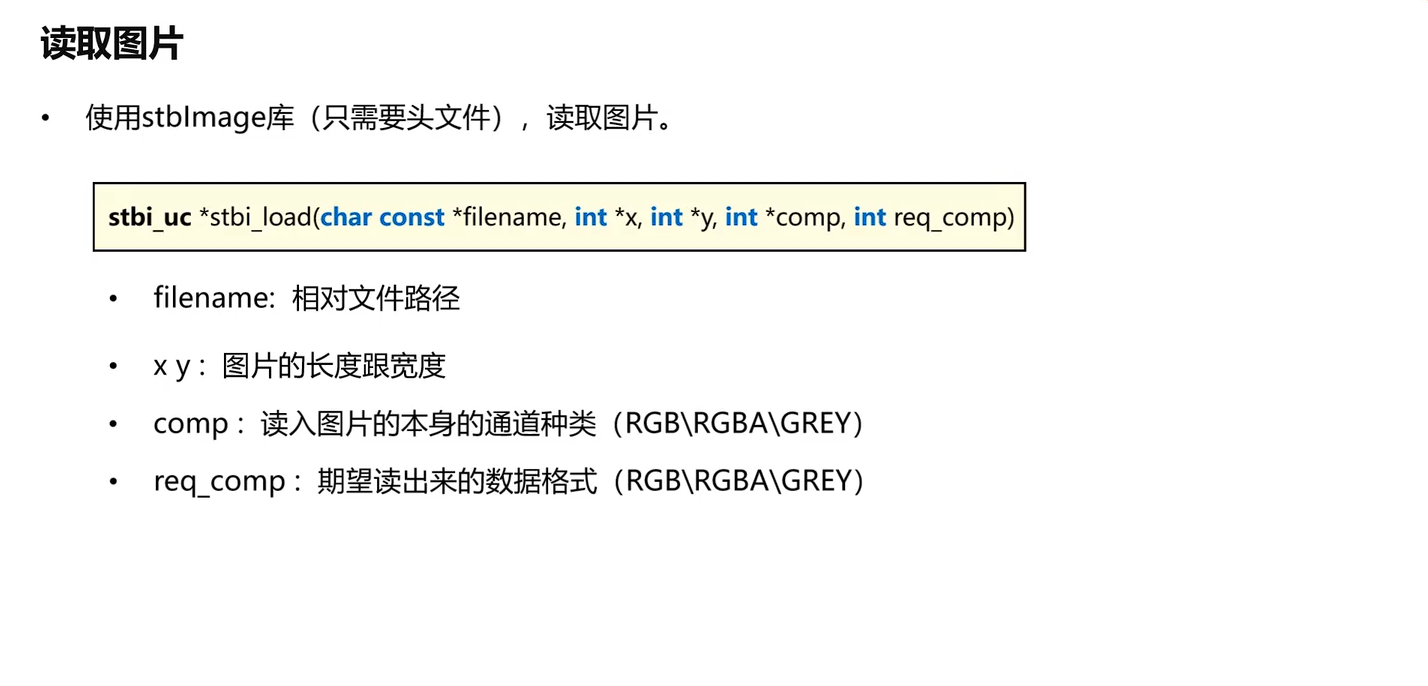 读取图片
• 使用stbImage库（只需要头文件），读取图片。
stbi_uc *stbi_load(char const *filename, int *x, int *y, int *comp, int req_comp)
• filename: 相对文件路径
• x y： 图片的长度跟宽度
• comp： 读入图片的本身的通道种类（RGB\RGBA\GREY）
• req_comp：期望读出来的数据格式（RGB\RGBA\GREY）